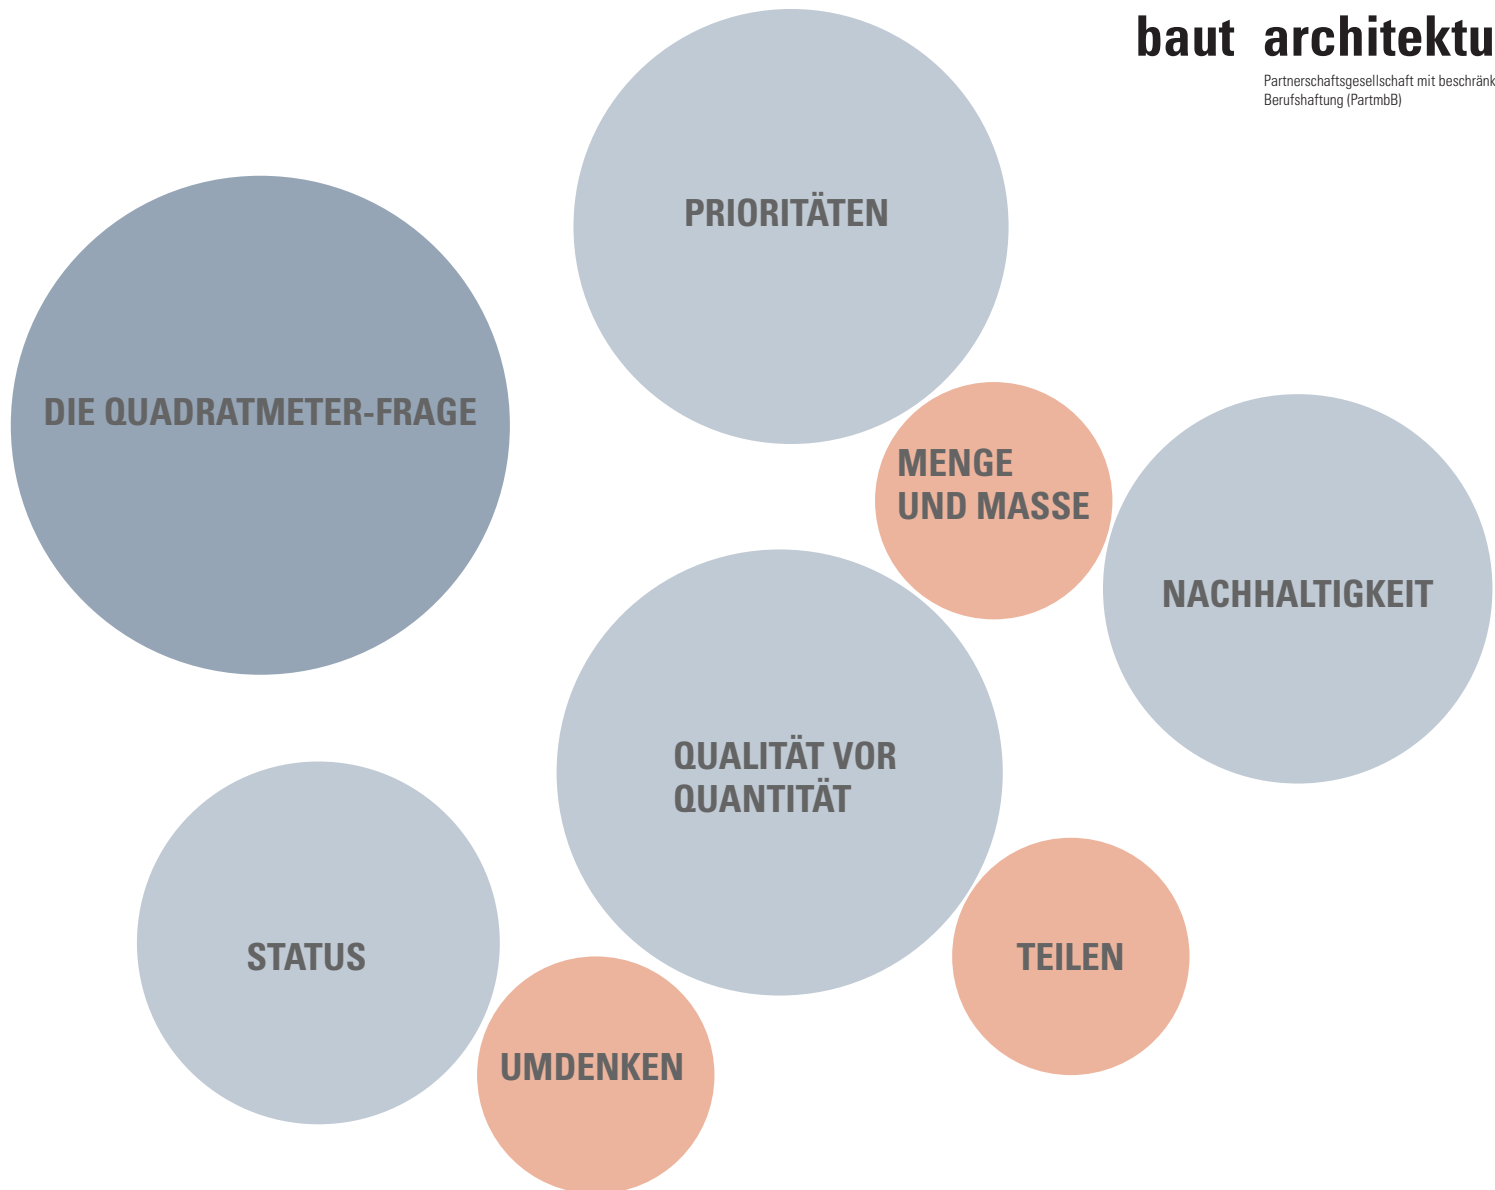 baut architektu
Partnerschaftsgesellschaft mit beschränk
Berufshaftung (PartmbB)
PRIORITÄTEN
DIE QUADRATMETER-FRAGE
MENGE
UND MASSE
NACHHALTIGKEIT
QUALITÄT VOR
QUANTITÄT
STATUS
TEILEN
UMDENKEN